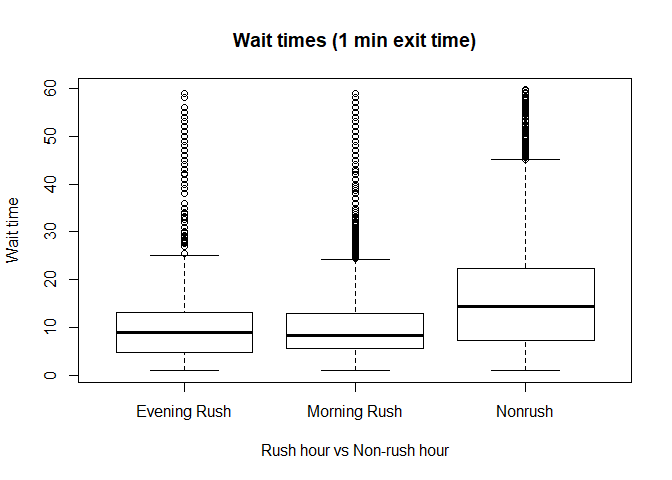 Wait times (1 min exit time)
Wait time
60
50
40
30
20
10
0
Evening Rush
Morning Rush
Nonrush
Rush hour vs Non-rush hour